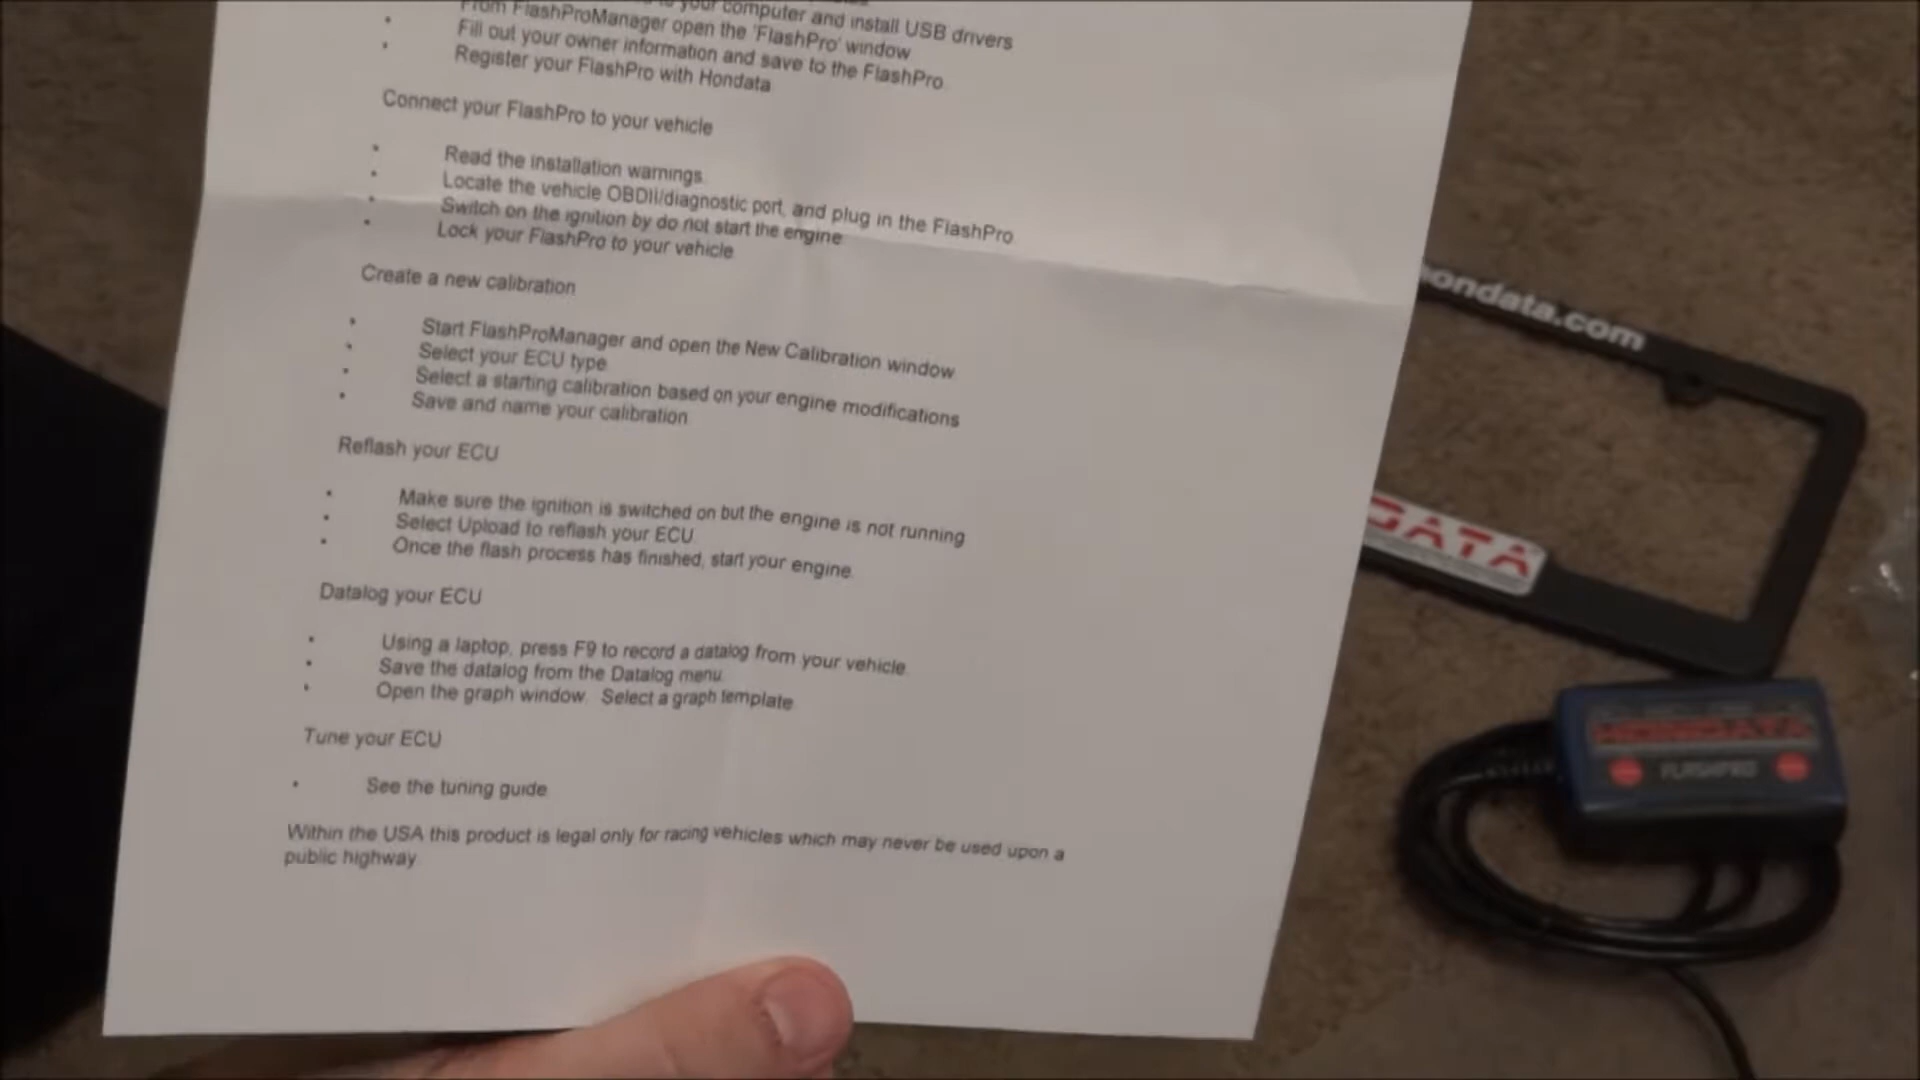 your computer and install USB drivers
From FlashProManager open the 'FlashPro' window
Fill out your owner information and save to the FlashPro
Register your FlashPro with Hondata
Connect your FlashPro to your vehicle
Read the installation warnings.
Locate the vehicle OBDII/diagnostic port, and plug in the FlashPro
Switch on the ignition by do not start the engine
Lock your FlashPro to your vehicle.
Create a new calibration
Start FlashProManager and open the New Calibration window
Select your ECU type.
Select a starting calibration based on your engine modifications
Save and name your calibration.
Reflash your ECU
Make sure the ignition is switched on but the engine is not running
Select Upload to reflash your ECU.
Once the flash process has finished, start your engine.
Datalog your ECU
Using a laptop, press F9 to record a datalog from your vehicle.
Save the datalog from the Datalog menu.
Open the graph window. Select a graph template
Tune your ECU
See the tuning guide
Within the USA this product is legal only for racing vehicles which may never be used upon a
public highway
hondata.com
DATA
HONDATA
FLASHPRO